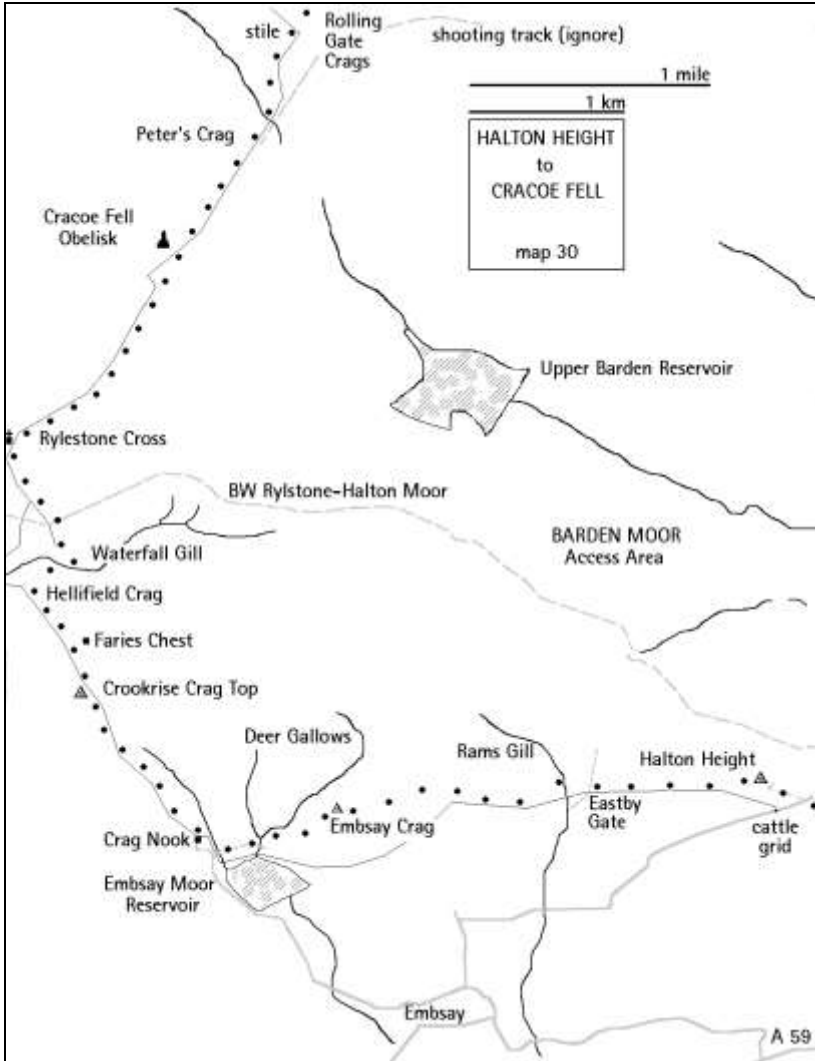 stile
Rolling
Gate
Crags
shooting track (ignore)
1 mile
1 km
Peter's Crag
HALTON HEIGHT
to
CRACOE FELL
map 30
Cracoe Fell
Obelisk
Upper Barden Reservoir
Rylestone Cross
BW Rylstone-Halton Moor
BARDEN MOOR
Access Area
Waterfall Gill
Hellifield Crag
Faries Chest
Crookrise Crag Top
Deer Gallows
Rams Gill
Halton Height
Embsay Crag
Eastby
Gate
cattle
grid
Crag Nook
Embsay Moor
Reservoir
Embsay
A 59